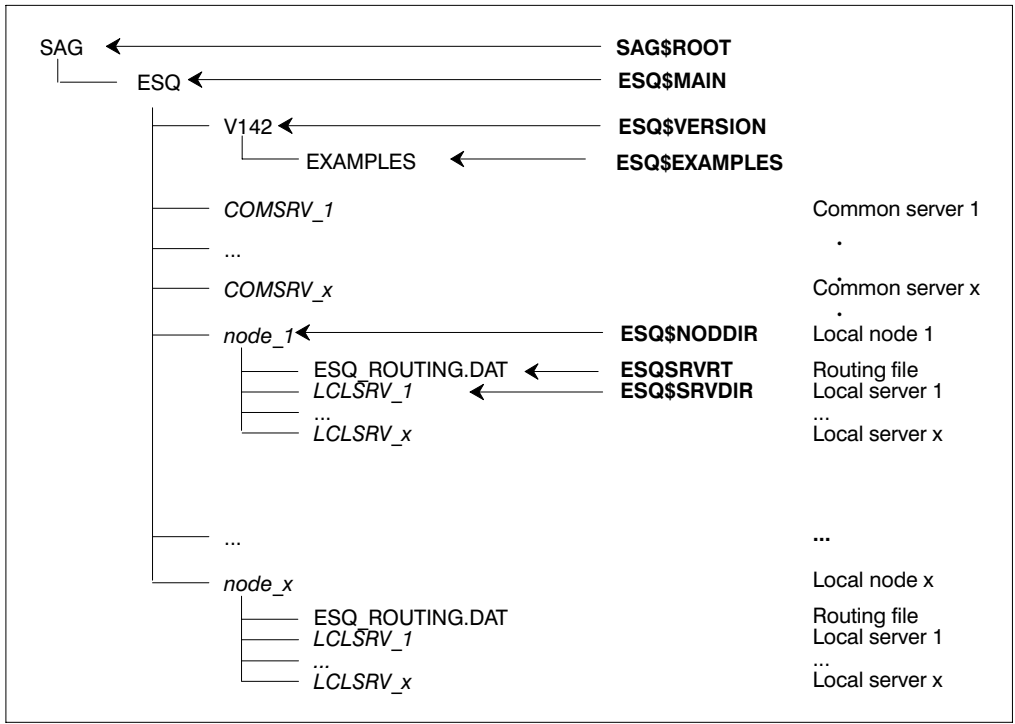 SAG SAG$ROOT
ESQ ESQ$MAIN
V142 ESQ$VERSION
EXAMPLES ESQ$EXAMPLES
COMSRV_1 Common server 1
... .
COMSRV_x Common server x
node_1 ESQ$NODDIR Local node 1
ESQ_ROUTING.DAT ESQSRVRT Routing file
LCLSRV_1 ESQ$SRVDIR Local server 1
... ...
LCLSRV_x Local server x
... ...
node_x Local node x
ESQ_ROUTING.DAT Routing file
LCLSRV_1 Local server 1
... ...
LCLSRV_x Local server x